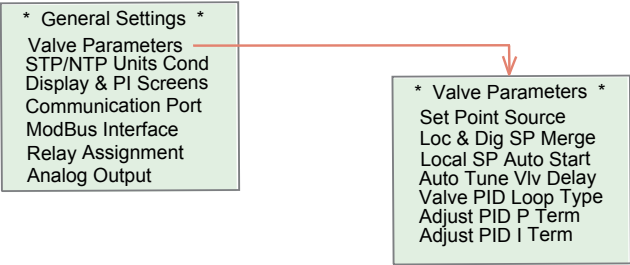 * General Settings *
Valve Parameters
STP/NTP Units Cond
Display & PI Screens
Communication Port
ModBus Interface
Relay Assignment
Analog Output
* Valve Parameters *
Set Point Source
Loc & Dig SP Merge
Local SP Auto Start
Auto Tune Vlv Delay
Valve PID Loop Type
Adjust PID P Term
Adjust PID I Term